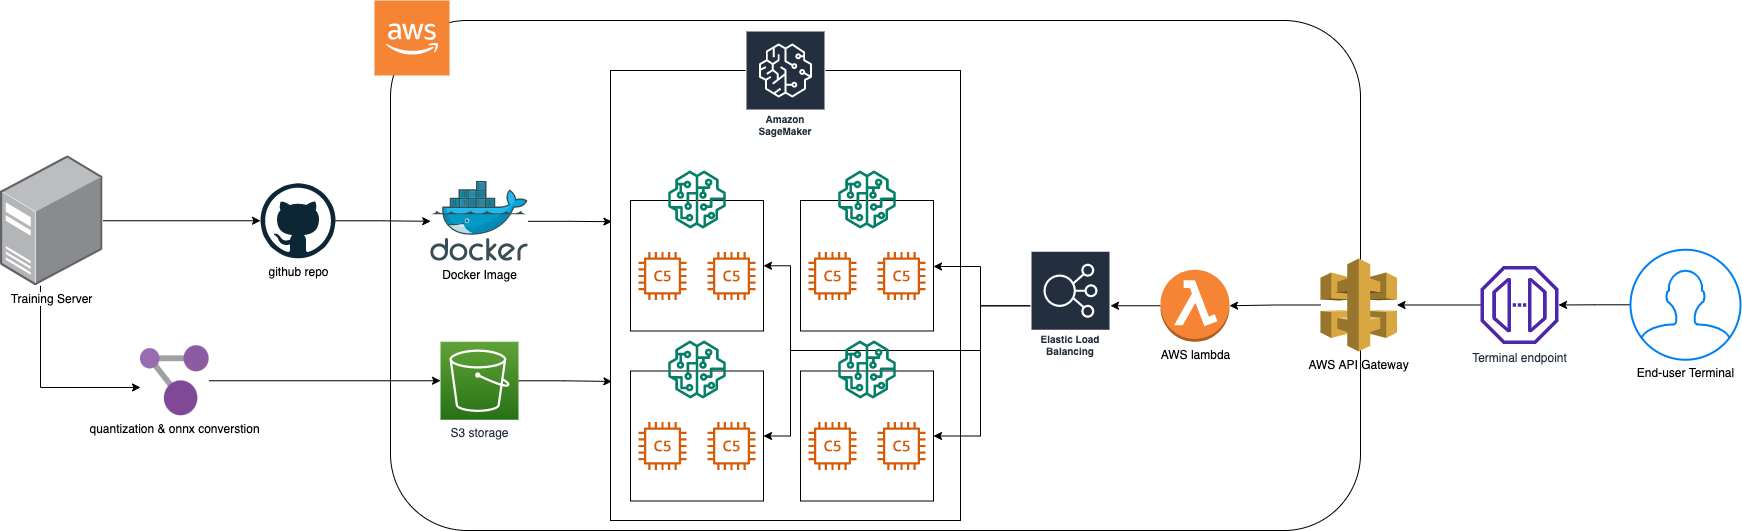 aws
Amazon
SageMaker
docker
Docker Image
github repo
Training Server
C5
C5
C5
C5
Elastic Load
Balancing
AWS lambda
AWS API Gateway
Terminal endpoint
End-user Terminal
quantization & onnx converstion
S3 storage
C5
C5
C5
C5